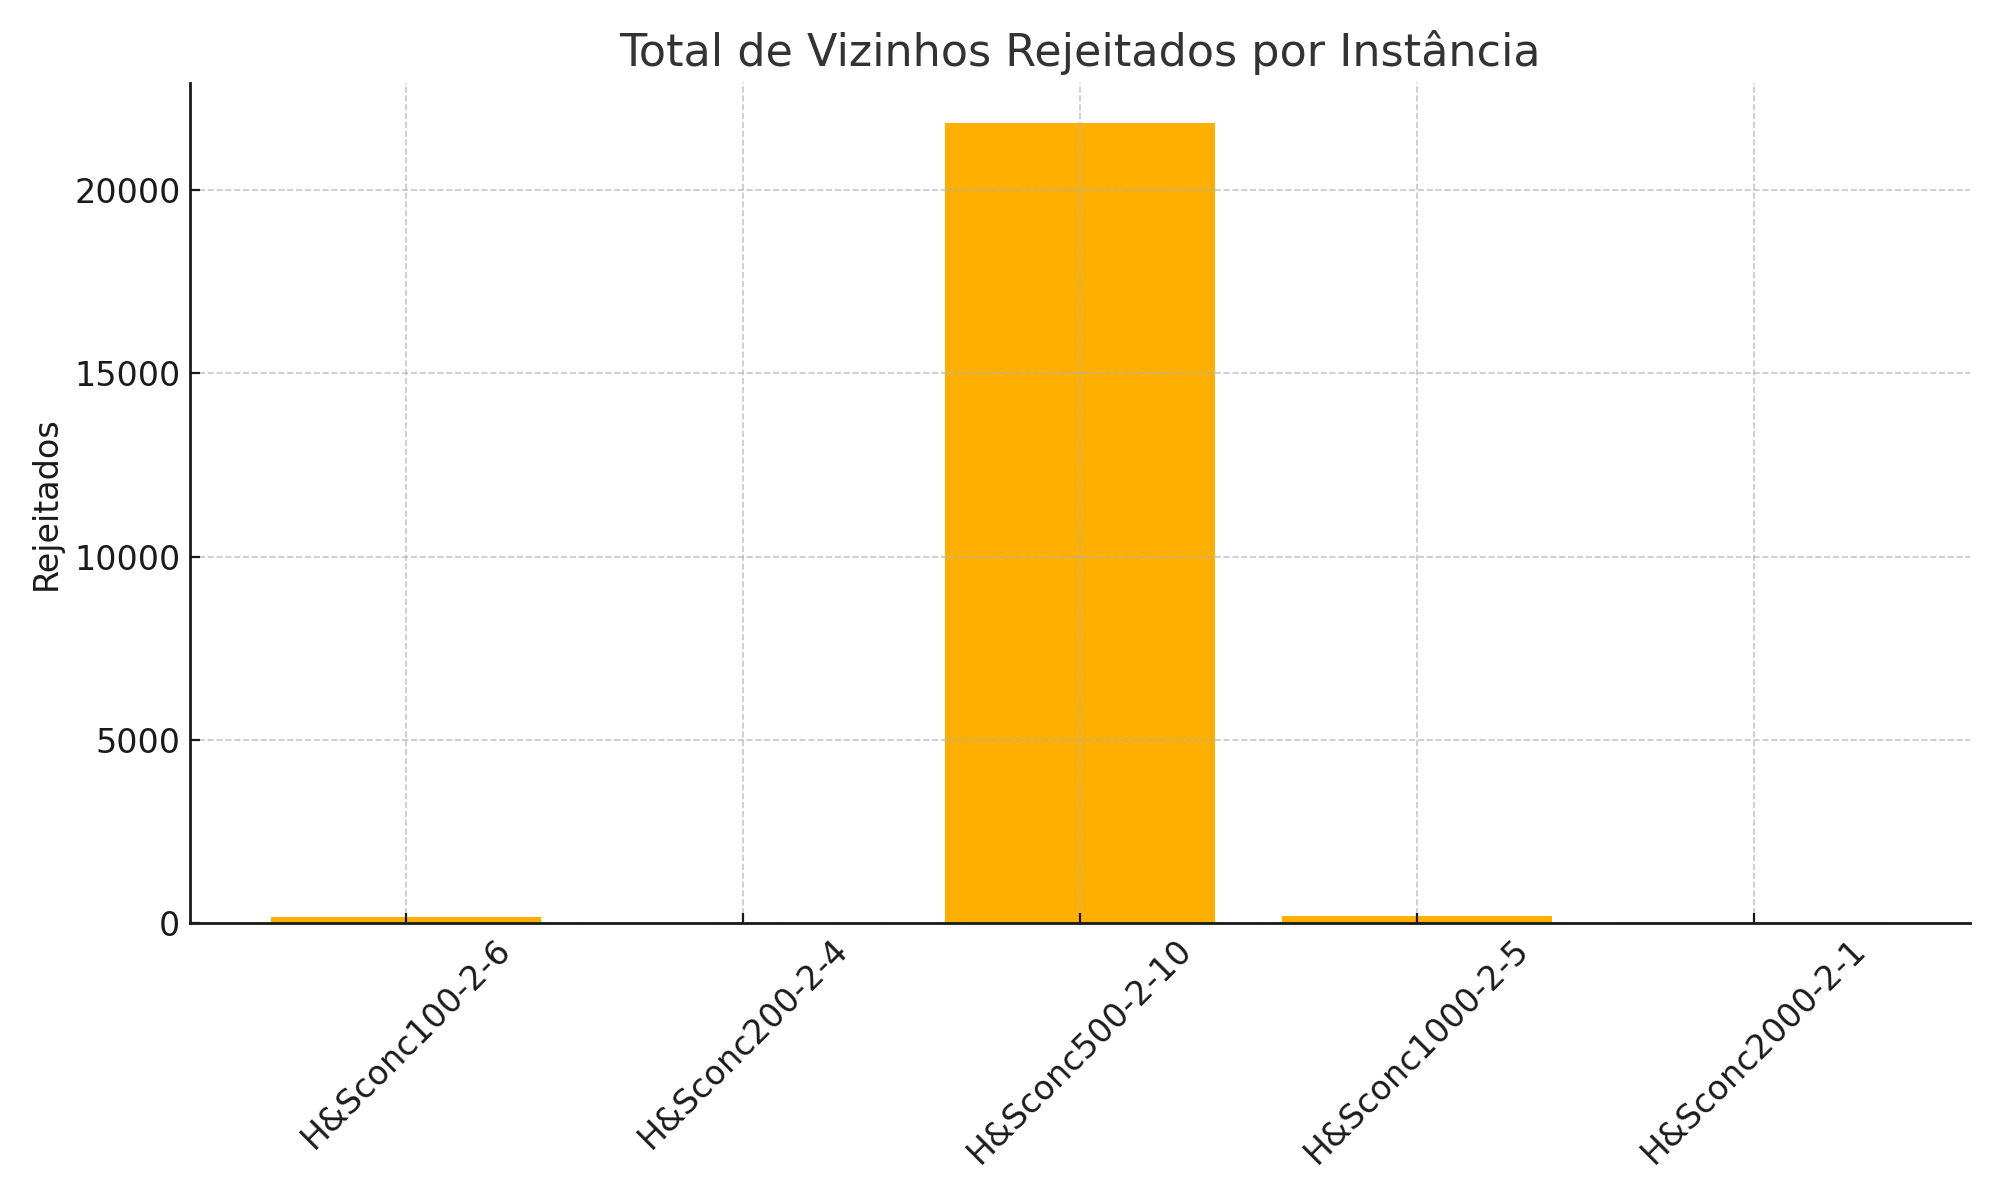 Total de Vizinhos Rejeitados por Instância
Rejeitados
20000
15000
10000
5000
0
H&Sconc100-2-6
H&Sconc200-2-4
H&Sconc500-2-10
H&Sconc1000-2-5
H&Sconc2000-2-1